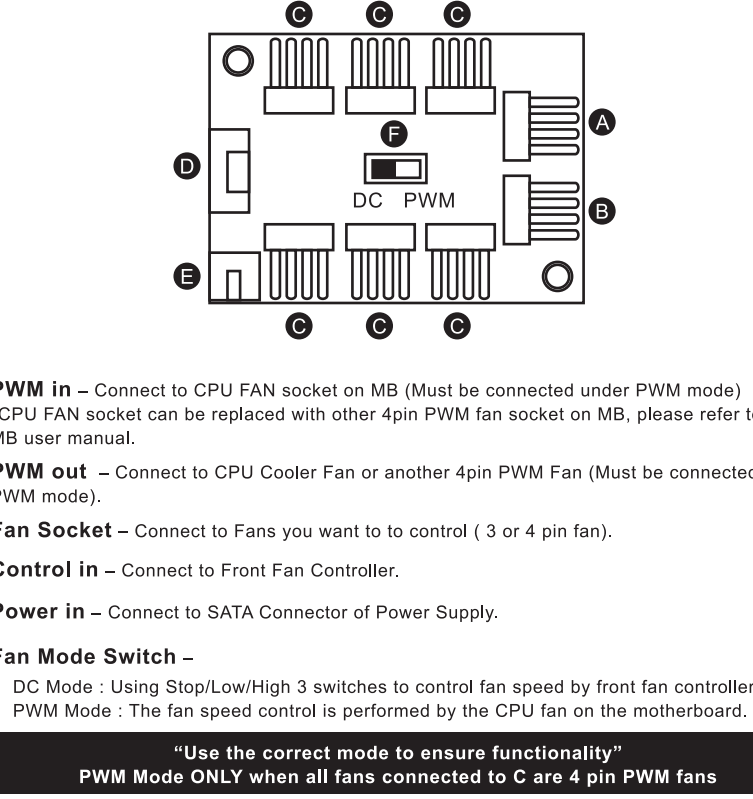 C C C
A
F
D
DC PWM
B
E
C C C
PWM in – Connect to CPU FAN socket on MB (Must be connected under PWM mode)
CPU FAN socket can be replaced with other 4pin PWM fan socket on MB, please refer to
MB user manual.
PWM out – Connect to CPU Cooler Fan or another 4pin PWM Fan (Must be connected
PWM mode).
Fan Socket – Connect to Fans you want to to control ( 3 or 4 pin fan).
Control in – Connect to Front Fan Controller.
Power in – Connect to SATA Connector of Power Supply.
Fan Mode Switch –
DC Mode : Using Stop/Low/High 3 switches to control fan speed by front fan controller
PWM Mode : The fan speed control is performed by the CPU fan on the motherboard.
“Use the correct mode to ensure functionality”
PWM Mode ONLY when all fans connected to C are 4 pin PWM fans